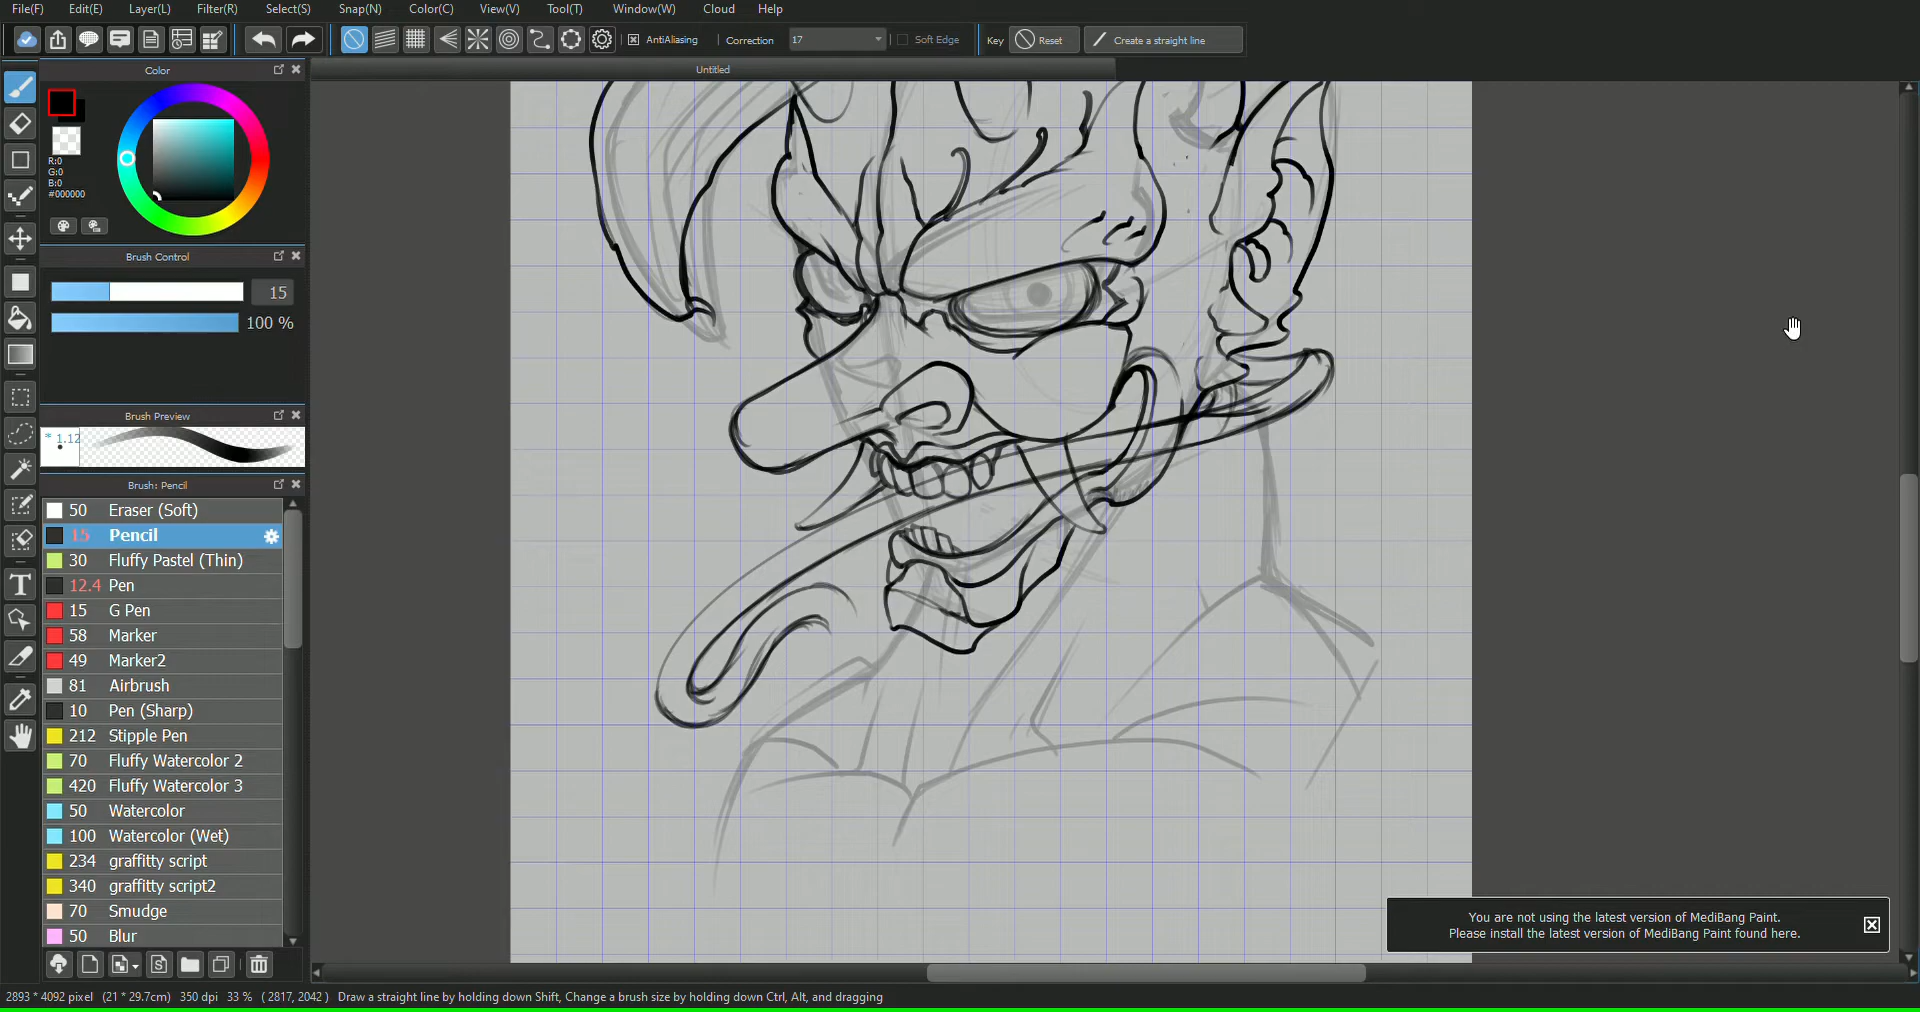 File(F) Edit(E) Layer(L) Filter(R) Select(S) Snap(N) Color(C) View(V) Tool(T) Window(W) Cloud Help
AntiAliasing Correction 17 Soft Edge Key Reset Create a straight line
Color
Untitled
R:0
G:0
B:0
#000000
Brush Control
15
100 %
Brush Preview
* 1.12
Brush: Pencil
50 Eraser (Soft)
15 Pencil
30 Fluffy Pastel (Thin)
12.4 Pen
15 G Pen
58 Marker
49 Marker2
81 Airbrush
10 Pen (Sharp)
212 Stipple Pen
70 Fluffy Watercolor 2
420 Fluffy Watercolor 3
50 Watercolor
100 Watercolor (Wet)
234 graffitty script
340 graffitty script2
70 Smudge
50 Blur
You are not using the latest version of MediBang Paint.
Please install the latest version of MediBang Paint found here.
2893 * 4092 pixel (21 * 29.7cm) 350 dpi 33 % ( 2817, 2042 ) Draw a straight line by holding down Shift, Change a brush size by holding down Ctrl, Alt, and dragging